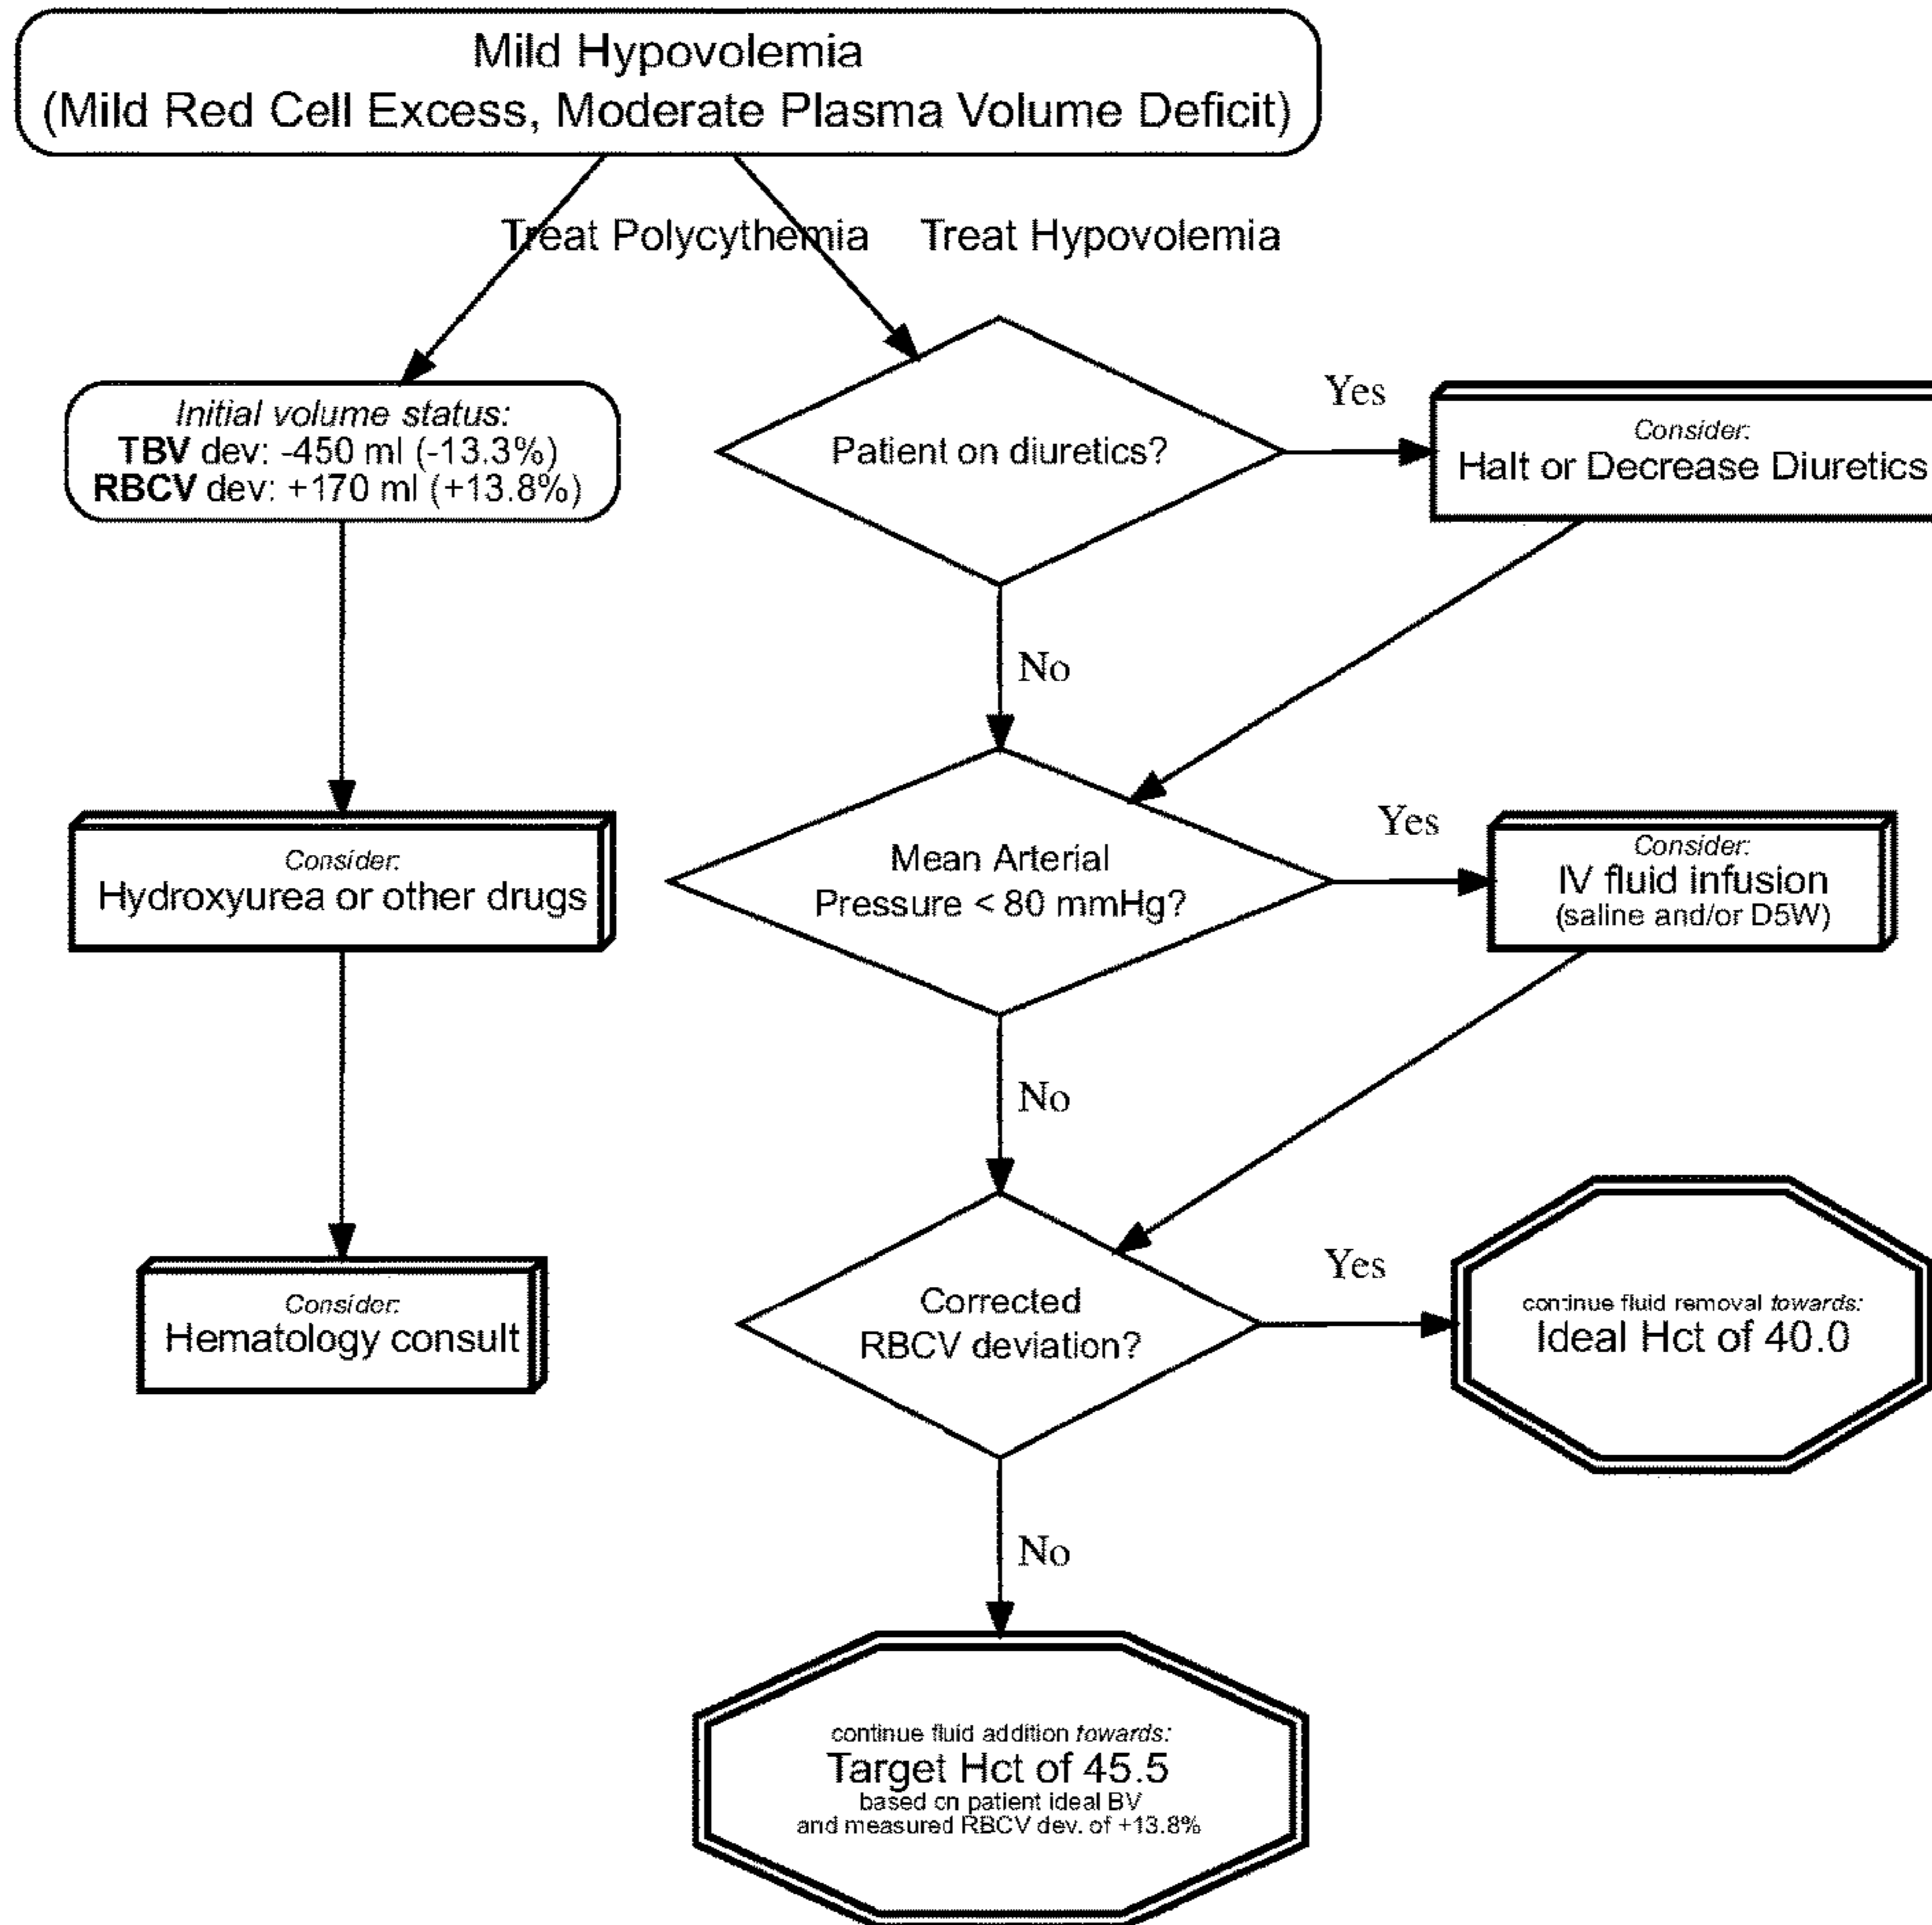 Mild Hypovolemia
(Mild Red Cell Excess, Moderate Plasma Volume Deficit)
Treat Polycythemia
Treat Hypovolemia
Initial volume status:
TBV dev: -450 ml (-13.3%)
RBCV dev: +170 ml (+13.8%)
Patient on diuretics?
Yes
Consider:
Halt or Decrease Diuretics
No
Consider:
Hydroxyurea or other drugs
Mean Arterial
Pressure < 80 mmHg?
Yes
Consider:
IV fluid infusion
(saline and/or D5W)
No
Consider:
Hematology consult
Corrected
RBCV deviation?
Yes
continue fluid removal towards:
Ideal Hct of 40.0
No
continue fluid addition towards:
Target Hct of 45.5
based on patient ideal BV
and measured RBCV dev. of +13.8%